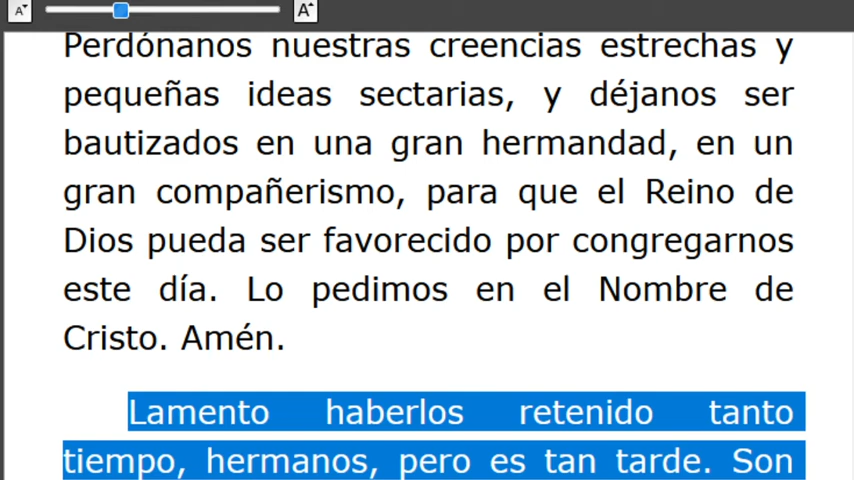 A A
Perdónanos nuestras creencias estrechas y
pequeñas ideas sectarias, y déjanos ser
bautizados en una gran hermandad, en un
gran compañerismo, para que el Reino de
Dios pueda ser favorecido por congregarnos
este día. Lo pedimos en el Nombre de
Cristo. Amén.
Lamento haberlos retenido tanto
tiempo, hermanos, pero es tan tarde. Son